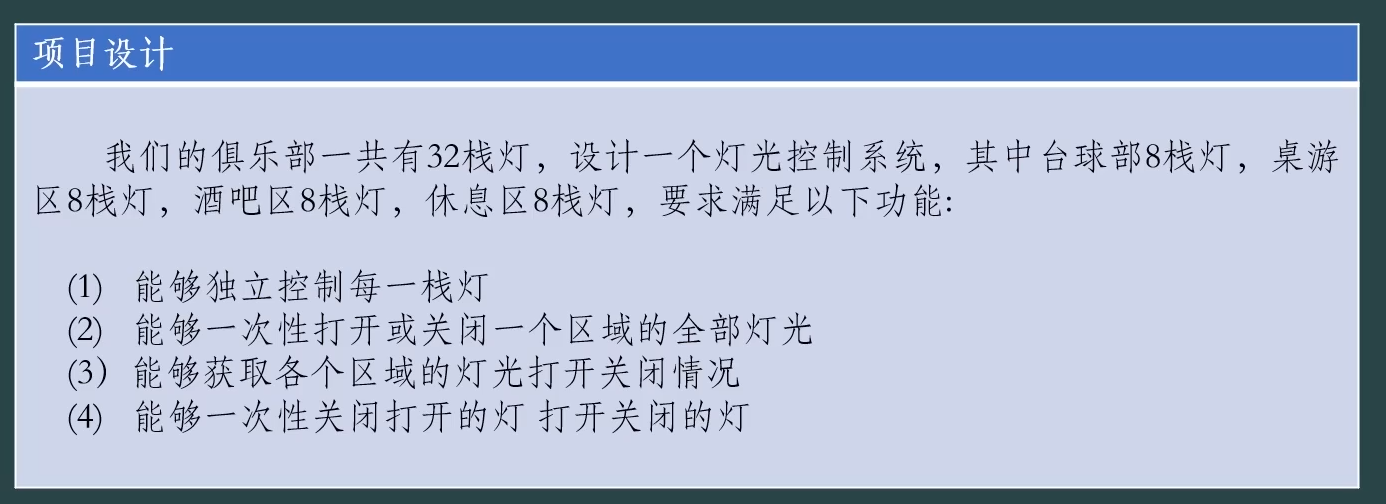 项目设计
我们的俱乐部一共有32栈灯，设计一个灯光控制系统，其中台球部8栈灯，桌游
区8栈灯，酒吧区8栈灯，休息区8栈灯，要求满足以下功能:
(1) 能够独立控制每一栈灯
(2) 能够一次性打开或关闭一个区域的全部灯光
(3）能够获取各个区域的灯光打开关闭情况
(4) 能够一次性关闭打开的灯 打开关闭的灯